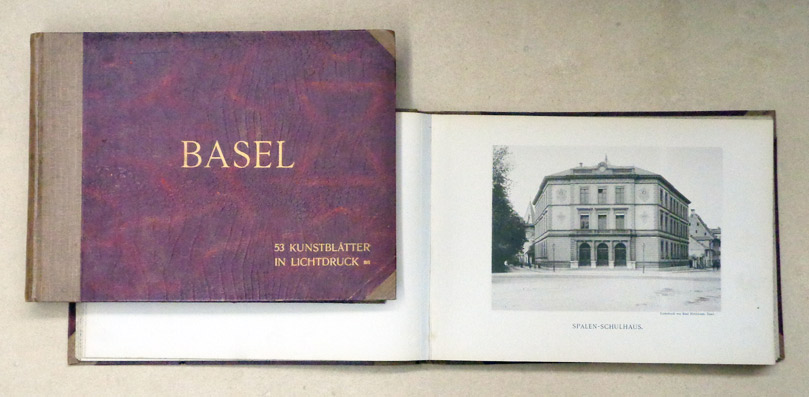 BASEL
53 KUNSTBLÄTTER
IN LICHTDRUCK
SPALEN-SCHULHAUS.